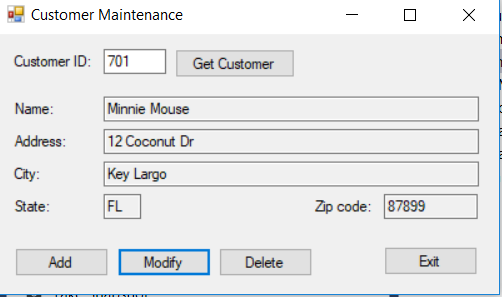 Customer Maintenance
Customer ID: 701 Get Customer
Name: Minnie Mouse
Address: 12 Coconut Dr
City: Key Largo
State: FL Zip code: 87899
Add Modify Delete Exit